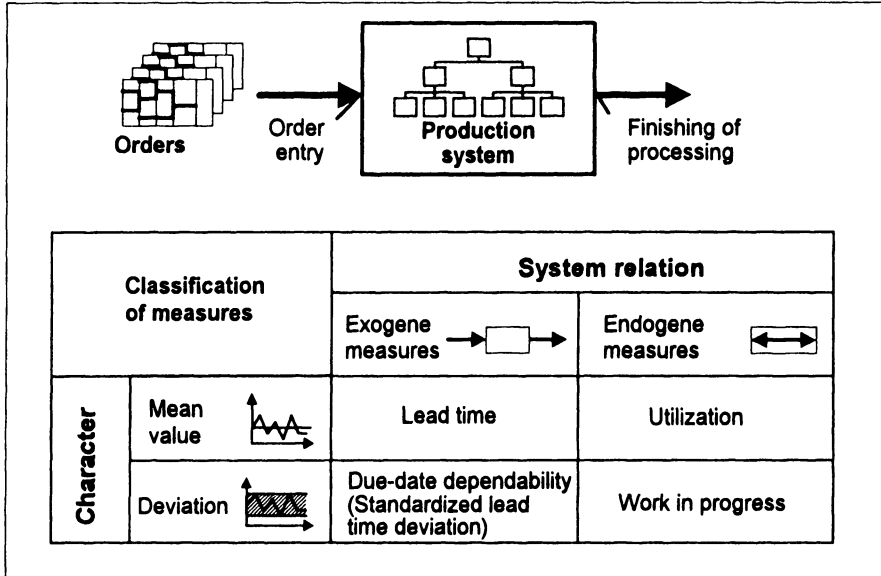 Orders
Order
entry
Production
system
Finishing of
processing
Classification
of measures
System relation
Exogene
measures
Endogene
measures
Character
Mean
value
Lead time
Utilization
Deviation
Due-date dependability
(Standardized lead
time deviation)
Work in progress